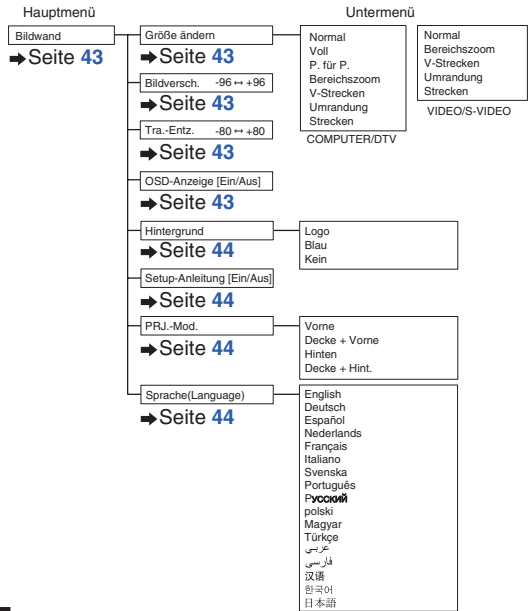 Hauptmenü
Untermenü
Bildwand
➡Seite 43
Größe ändern
➡Seite 43
Normal
Voll
P. für P.
Bereichszoom
V-Strecken
Umrandung
Strecken
COMPUTER/DTV
Normal
Bereichszoom
V-Strecken
Umrandung
Strecken
VIDEO/S-VIDEO
Bildversch. -96 ↔ +96
➡Seite 43
Tra.-Entz. -80 ↔ +80
➡Seite 43
OSD-Anzeige [Ein/Aus]
➡Seite 43
Hintergrund
➡Seite 44
Logo
Blau
Kein
Setup-Anleitung [Ein/Aus]
➡Seite 44
PRJ.-Mod.
➡Seite 44
Vorne
Decke + Vorne
Hinten
Decke + Hint.
Sprache(Language)
➡Seite 44
English
Deutsch
Español
Nederlands
Français
Italiano
Svenska
Português
Русский
polski
Magyar
Türkçe
عربي
فارسی
汉语
한국어
日本語